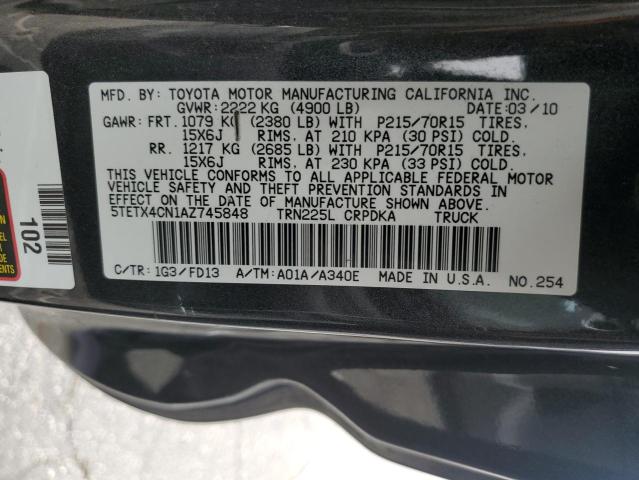 MFD. BY: TOYOTA MOTOR MANUFACTURING CALIFORNIA INC.
GVWR: 2222 KG (4900 LB) DATE: 03/10
GAWR: FRT. 1079 KG (2380 LB) WITH P215/70R15 TIRES,
15X6J RIMS, AT 210 KPA (30 PSI) COLD.
RR. 1217 KG (2685 LB) WITH P215/70R15 TIRES,
15X6J RIMS, AT 230 KPA (33 PSI) COLD.
THIS VEHICLE CONFORMS TO ALL APPLICABLE FEDERAL MOTOR
VEHICLE SAFETY AND THEFT PREVENTION STANDARDS IN
EFFECT ON THE DATE OF MANUFACTURE SHOWN ABOVE.
5TETX4CN1AZ745848 TRN225L CRPDKA TRUCK
C/TR: 1G3/FD13 A/TM: A01A/A340E MADE IN U.S.A. NO.254
102